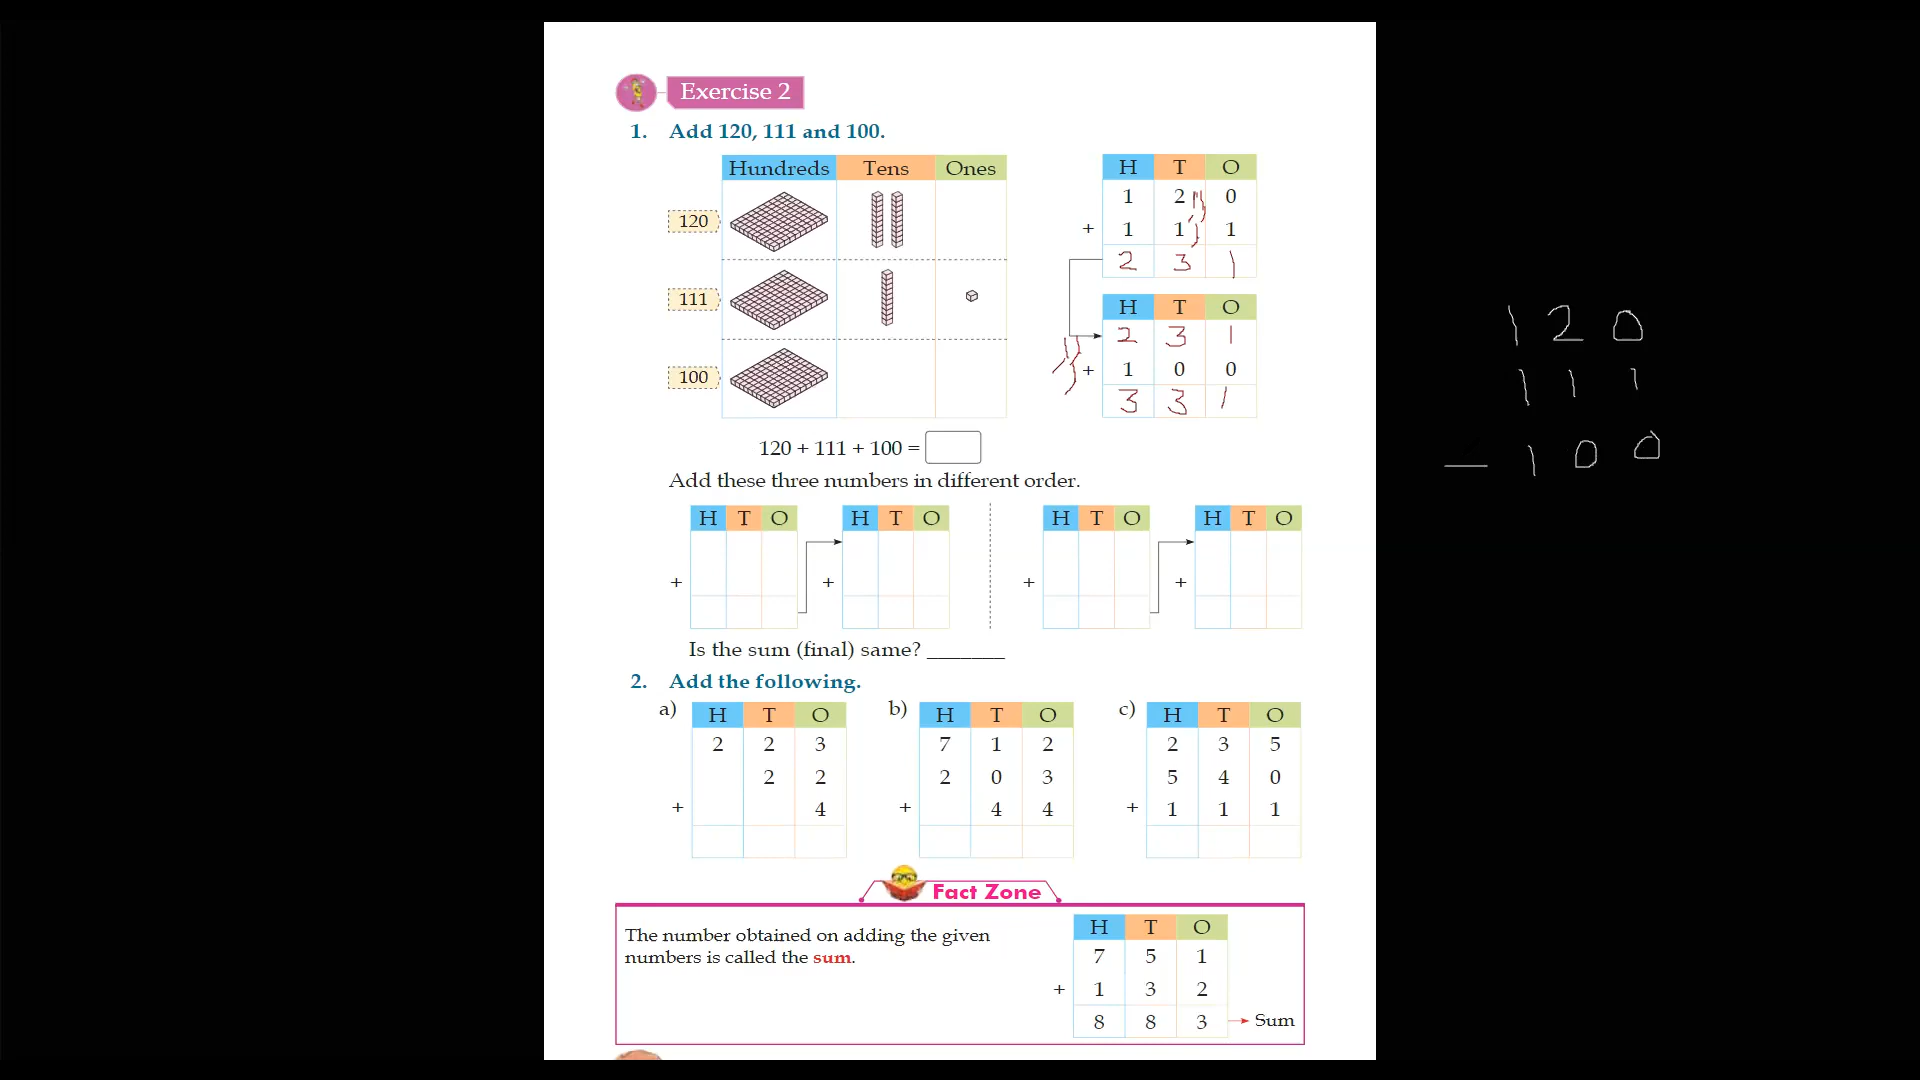 Exercise 2
1. Add 120, 111 and 100.
Hundreds Tens Ones
120
111
100
H T O
1 2 0
+ 1 1 1
2 3 1
H T O
2 3 1
+ 1 0 0
3 3 1
1 2 0
1 1 1
— 1 0 0
120 + 111 + 100 =
Add these three numbers in different order.
H T O H T O H T O H T O
+ + + +
Is the sum (final) same? _______
2. Add the following.
a) H T O
2 2 3
2 2
+ 4
b) H T O
7 1 2
2 0 3
+ 4 4
c) H T O
2 3 5
5 4 0
+ 1 1 1
Fact Zone
The number obtained on adding the given
numbers is called the sum.
H T O
7 5 1
+ 1 3 2
8 8 3 Sum